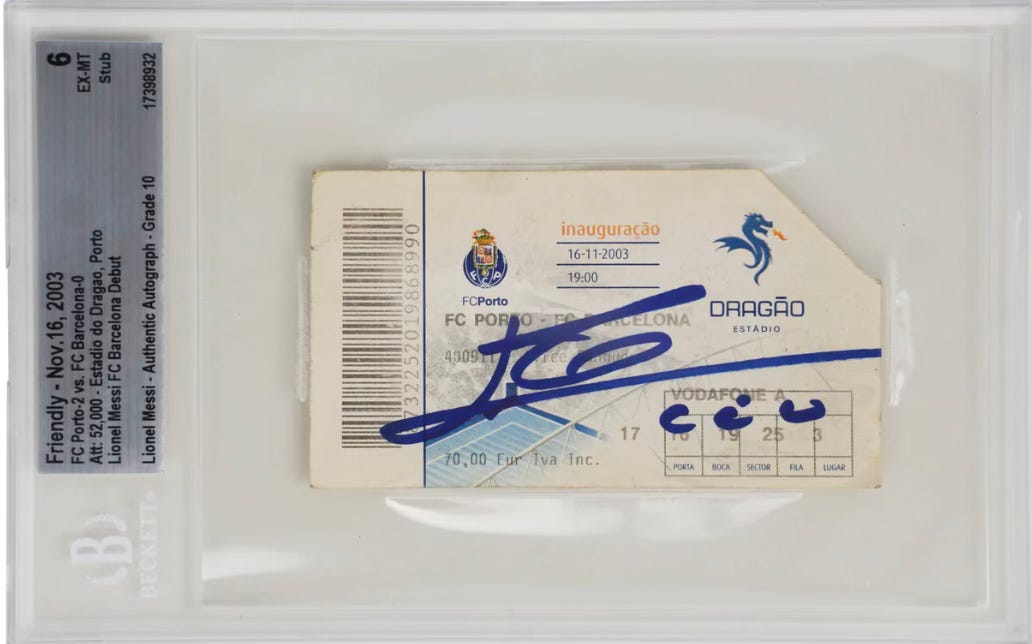 Friendly - Nov.16, 2003
FC Porto-2 vs. FC Barcelona-0
Att: 52,000 - Estadio do Dragao, Porto
Lionel Messi FC Barcelona Debut
Lionel Messi - Authentic Autograph - Grade 10
6
EX-MT
Stub
17398932
BECKETT
732252019868990
FCP
FCPorto
inauguração
16-11-2003
19:00
DRAGÃO
ESTÁDIO
FC PORTO - FC BARCELONA
VODAFONE A
17 18 19 25 3
PORTA BOCA SECTOR FILA LUGAR
70,00 Eur Iva Inc.